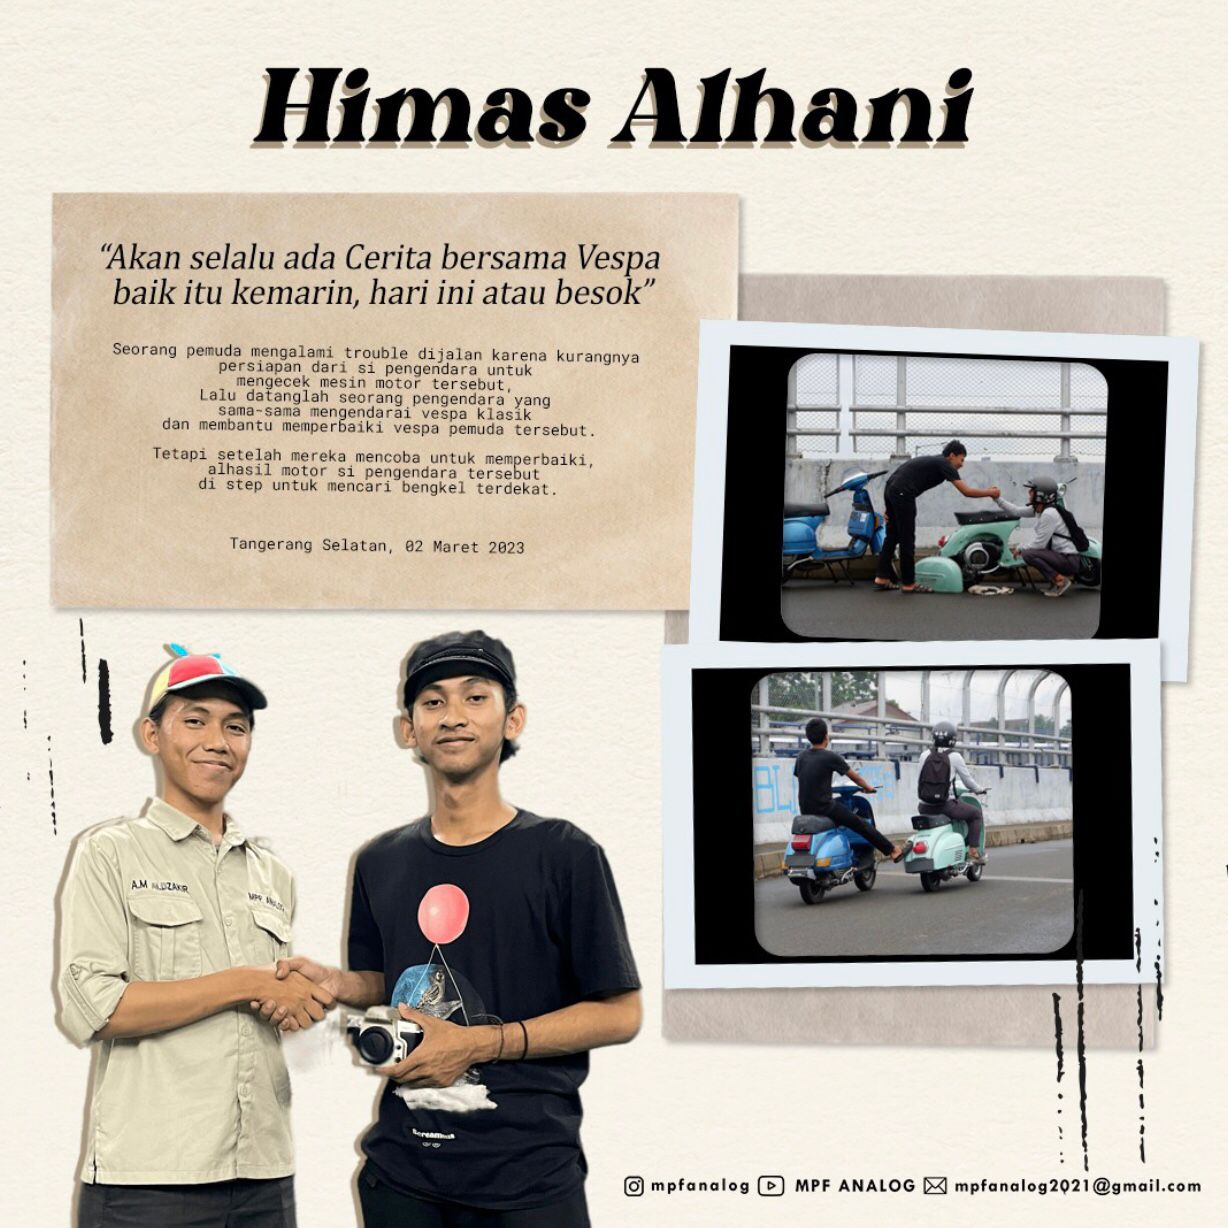 Himas Alhani
“Akan selalu ada Cerita bersama Vespa
baik itu kemarin, hari ini atau besok”
Seorang pemuda mengalami trouble dijalan karena kurangnya
persiapan dari si pengendara untuk
mengecek mesin motor tersebut,
Lalu datanglah seorang pengendara yang
sama-sama mengendarai vespa klasik
dan membantu memperbaiki vespa pemuda tersebut.
Tetapi setelah mereka mencoba untuk memperbaiki,
alhasil motor si pengendara tersebut
di step untuk mencari bengkel terdekat.
Tangerang Selatan, 02 Maret 2023
A.M
mpfanalog MPF ANALOG mpfanalog2021@gmail.com